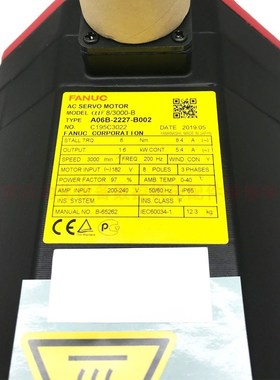 FANUC
AC SERVO MOTOR
MODEL αiF 8/3000-B
TYPE A06B-2227-B002
NO. C195C3022 DATE 2019.05
FANUC CORPORATION
STALL TRQ 8 Nm 8.4 A (~)
OUTPUT 1.6 kW CONT. 5.4 A (~)
SPEED 3000 min FREQ 200 Hz WIND CON Y
MOTOR INPUT (~)182 V 8 POLES 3 PHASES
POWER FACTOR 97 % AMB. TEMP 0-40 °C
AMP. INPUT 200-240 V 50/60 Hz IP65
INS. SYSTEM INS. CLASS F
MANUAL NO. B-65262 IEC60034-1 12.3 kg